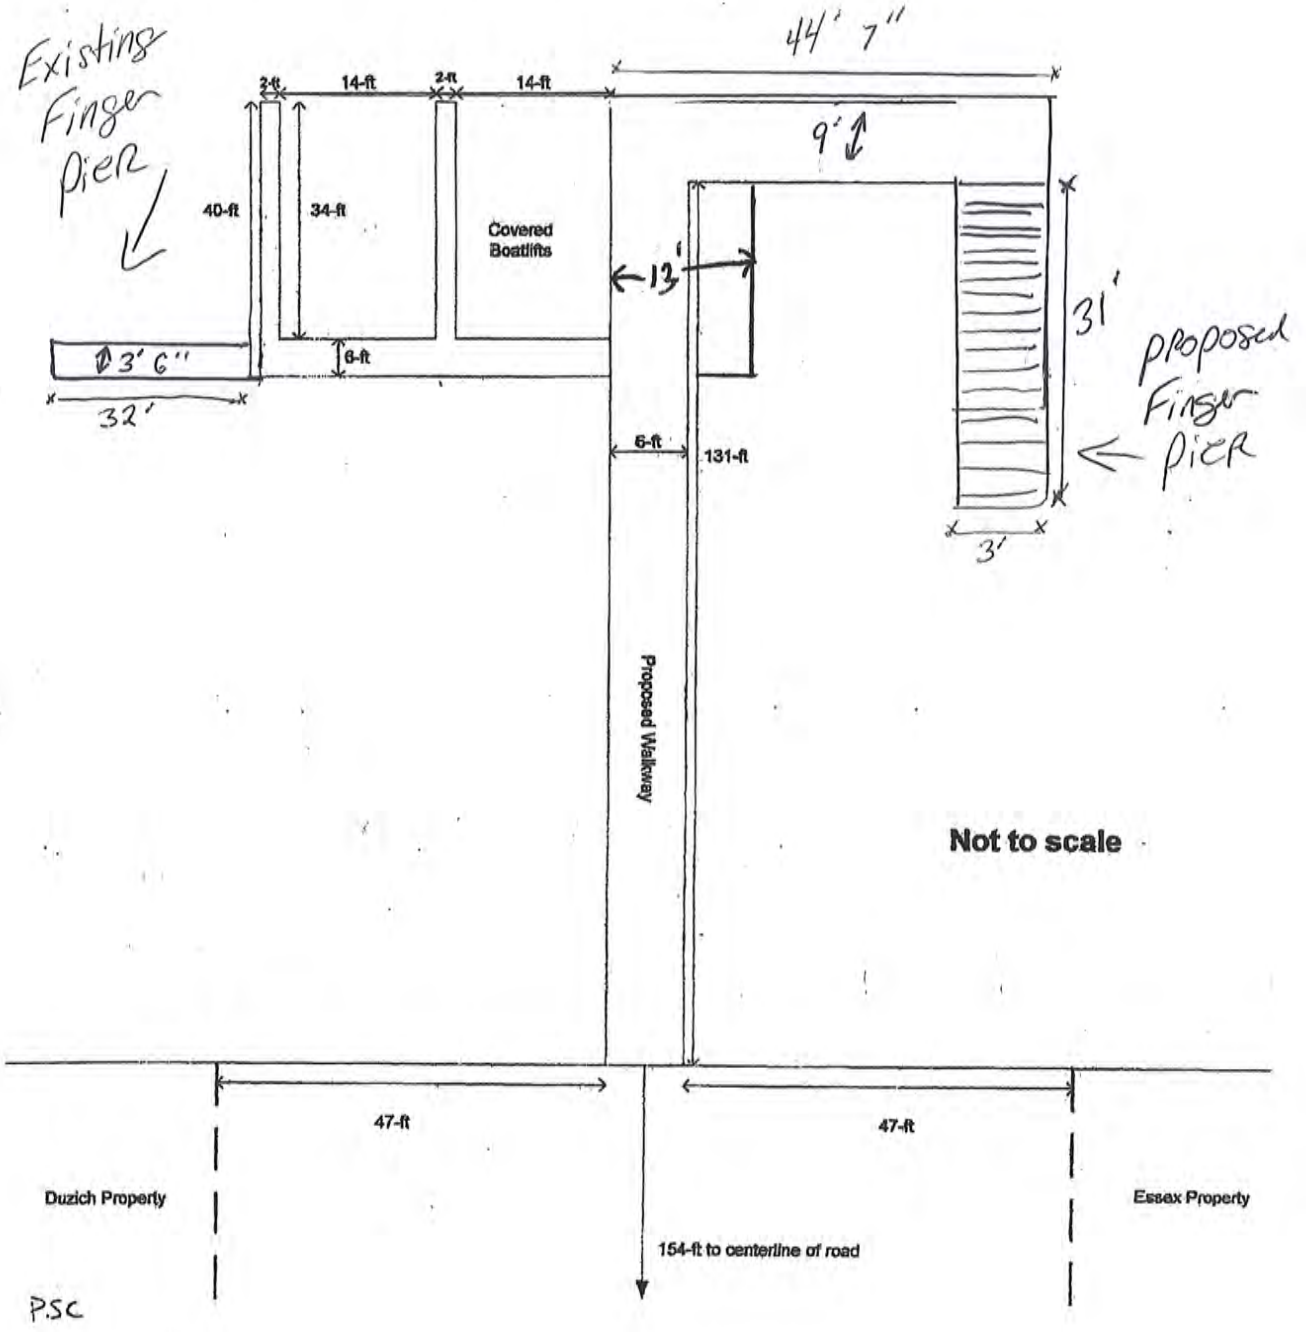 44' 7"
Existing
Finger
Pier
2-ft
14-ft
2-ft
14-ft
9'
40-ft
34-ft
Covered
Boatlifts
13'
31'
3' 6"
6-ft
32'
proposed
Finger
Pier
6-ft
131-ft
3'
Proposed Walkway
Not to scale
47-ft
47-ft
Duzich Property
Essex Property
154-ft to centerline of road
P.SC